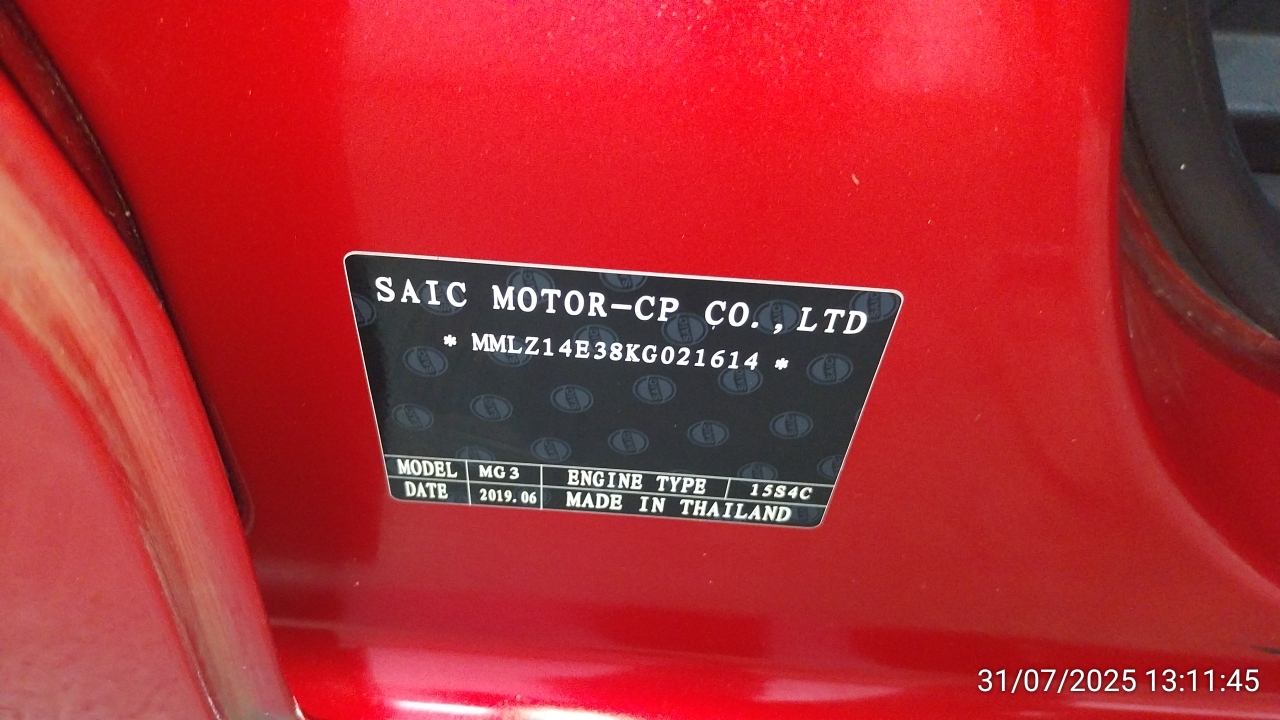 SAIC MOTOR-CP CO.,LTD
* MMLZ14E38KG021614 *
MODEL MG3 ENGINE TYPE 15S4C
DATE 2019.06 MADE IN THAILAND
31/07/2025 13:11:45